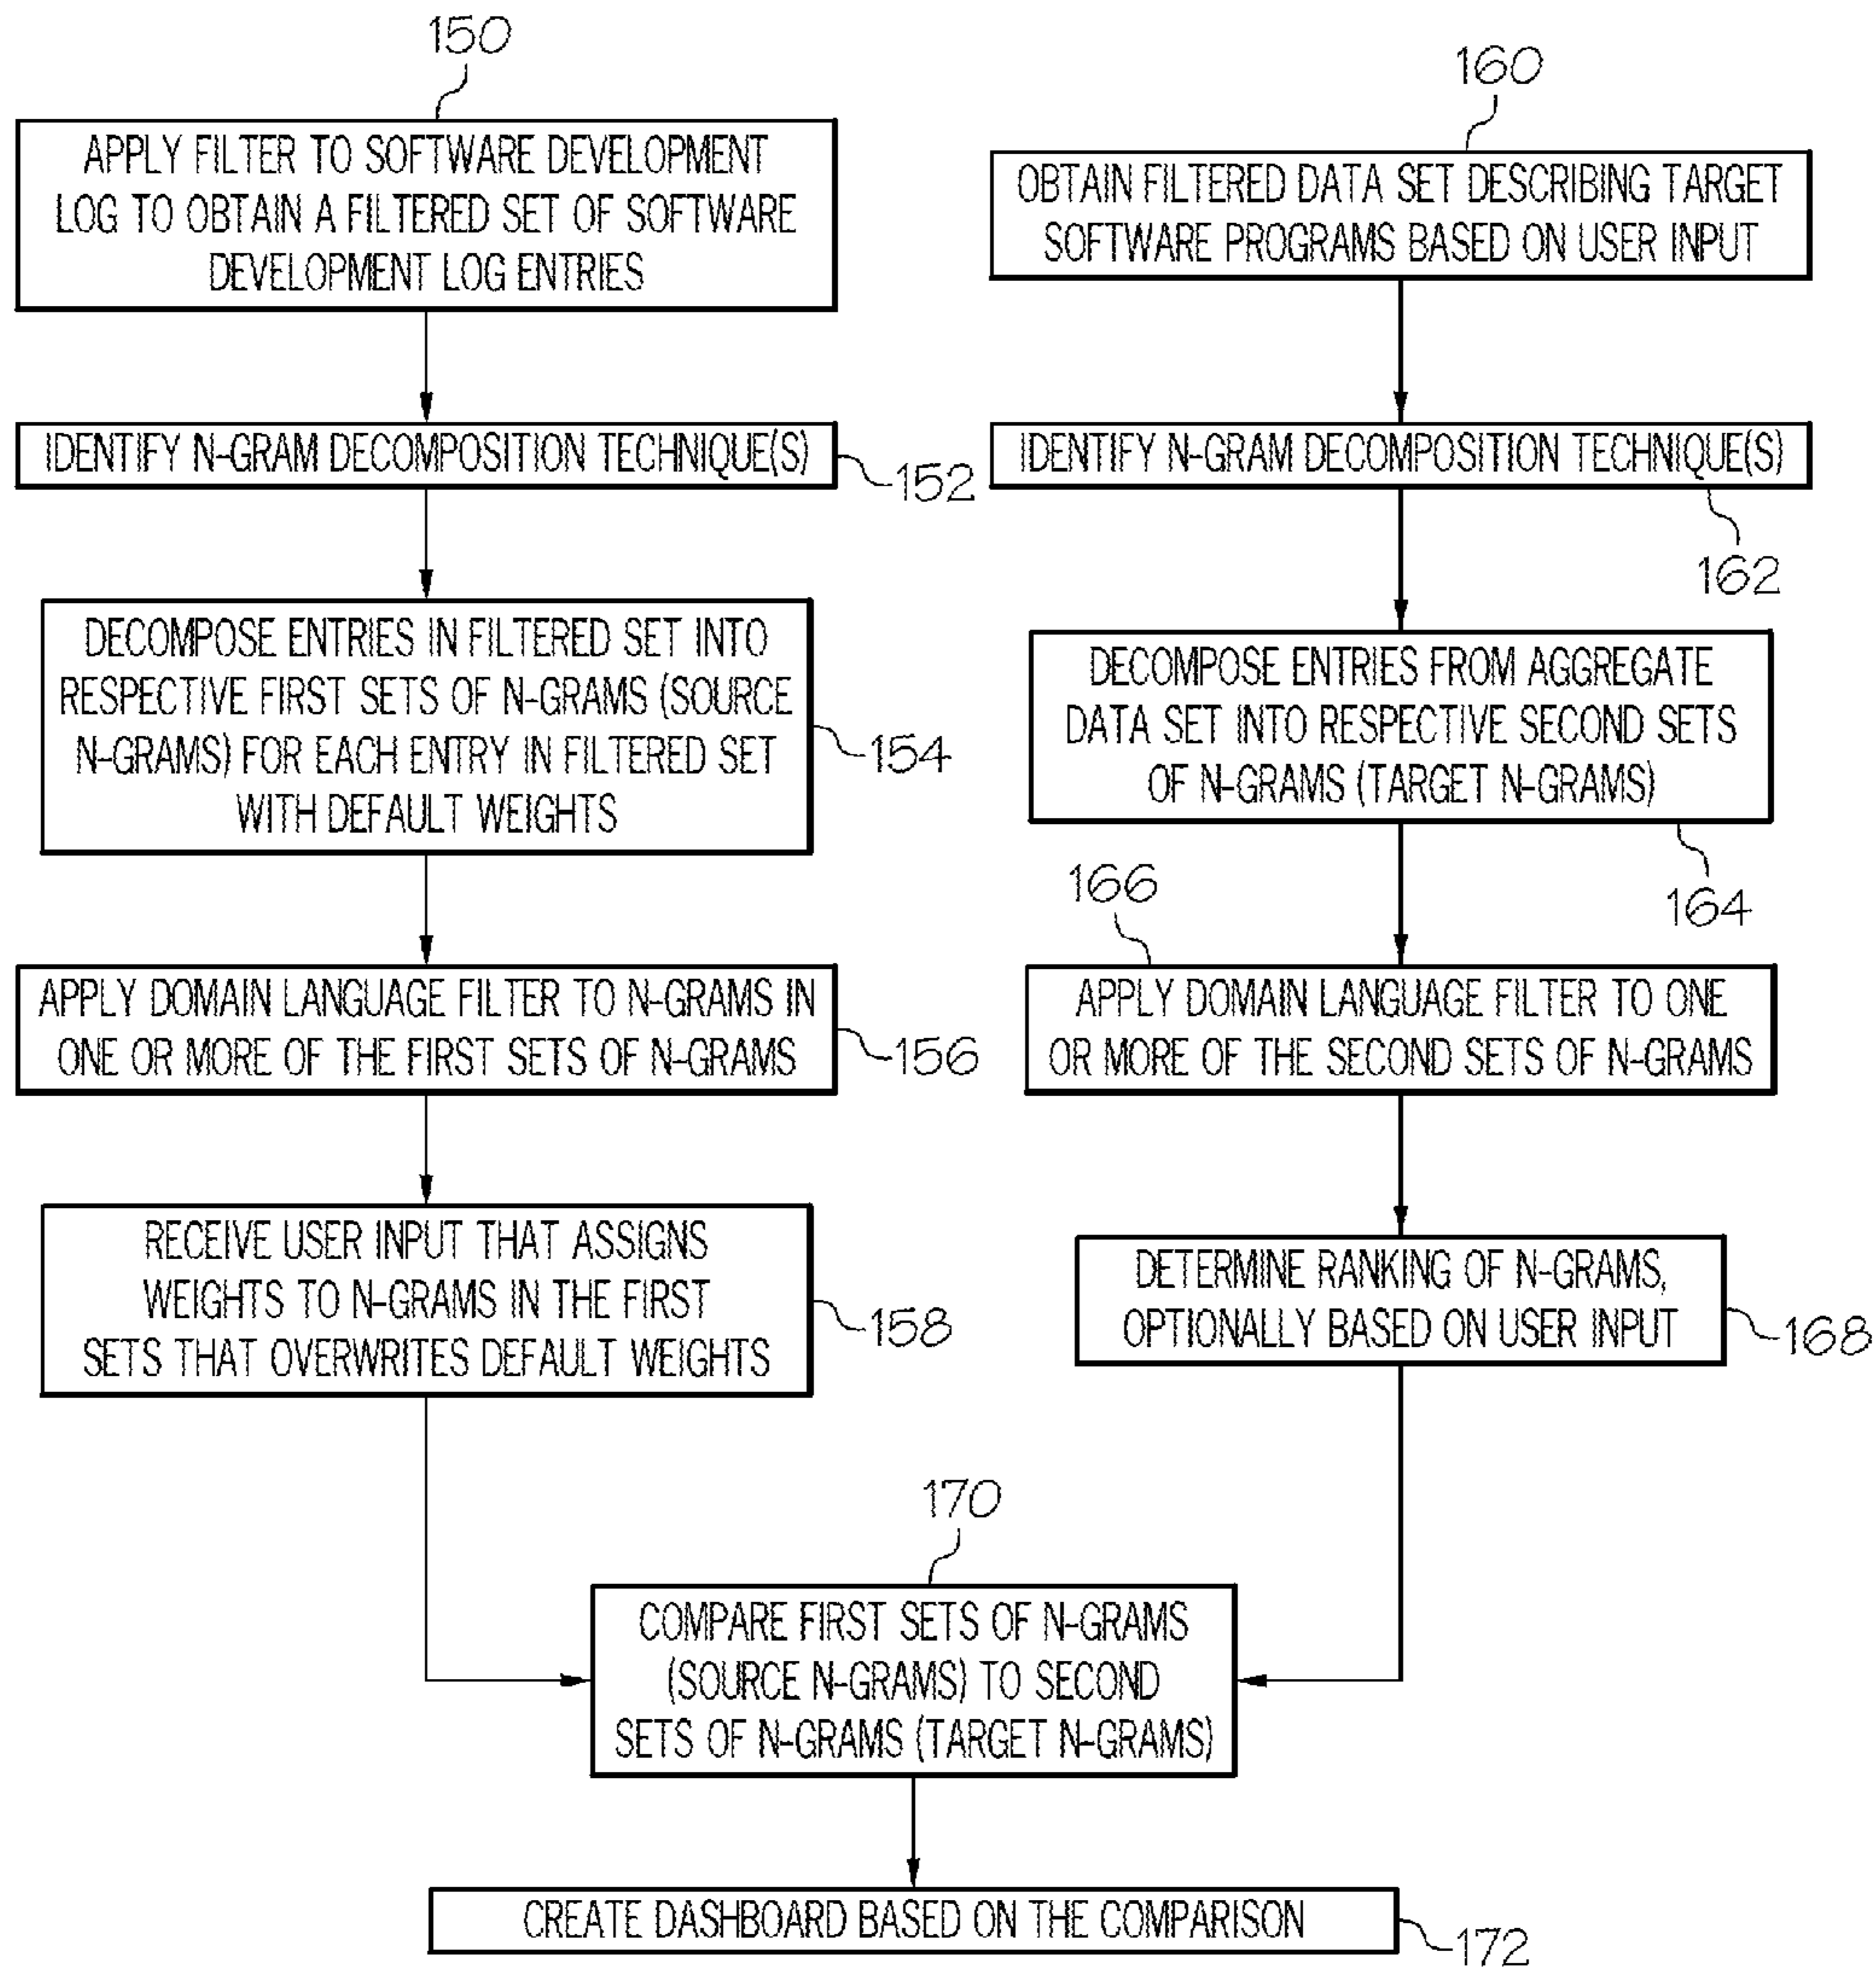 150
APPLY FILTER TO SOFTWARE DEVELOPMENT
LOG TO OBTAIN A FILTERED SET OF SOFTWARE
DEVELOPMENT LOG ENTRIES
IDENTIFY N-GRAM DECOMPOSITION TECHNIQUE(S)
152
DECOMPOSE ENTRIES IN FILTERED SET INTO
RESPECTIVE FIRST SETS OF N-GRAMS (SOURCE
N-GRAMS) FOR EACH ENTRY IN FILTERED SET
WITH DEFAULT WEIGHTS
154
APPLY DOMAIN LANGUAGE FILTER TO N-GRAMS IN
ONE OR MORE OF THE FIRST SETS OF N-GRAMS
156
RECEIVE USER INPUT THAT ASSIGNS
WEIGHTS TO N-GRAMS IN THE FIRST
SETS THAT OVERWRITES DEFAULT WEIGHTS
158
160
OBTAIN FILTERED DATA SET DESCRIBING TARGET
SOFTWARE PROGRAMS BASED ON USER INPUT
IDENTIFY N-GRAM DECOMPOSITION TECHNIQUE(S)
162
DECOMPOSE ENTRIES FROM AGGREGATE
DATA SET INTO RESPECTIVE SECOND SETS
OF N-GRAMS (TARGET N-GRAMS)
164
166
APPLY DOMAIN LANGUAGE FILTER TO ONE
OR MORE OF THE SECOND SETS OF N-GRAMS
DETERMINE RANKING OF N-GRAMS,
OPTIONALLY BASED ON USER INPUT
168
170
COMPARE FIRST SETS OF N-GRAMS
(SOURCE N-GRAMS) TO SECOND
SETS OF N-GRAMS (TARGET N-GRAMS)
CREATE DASHBOARD BASED ON THE COMPARISON
172